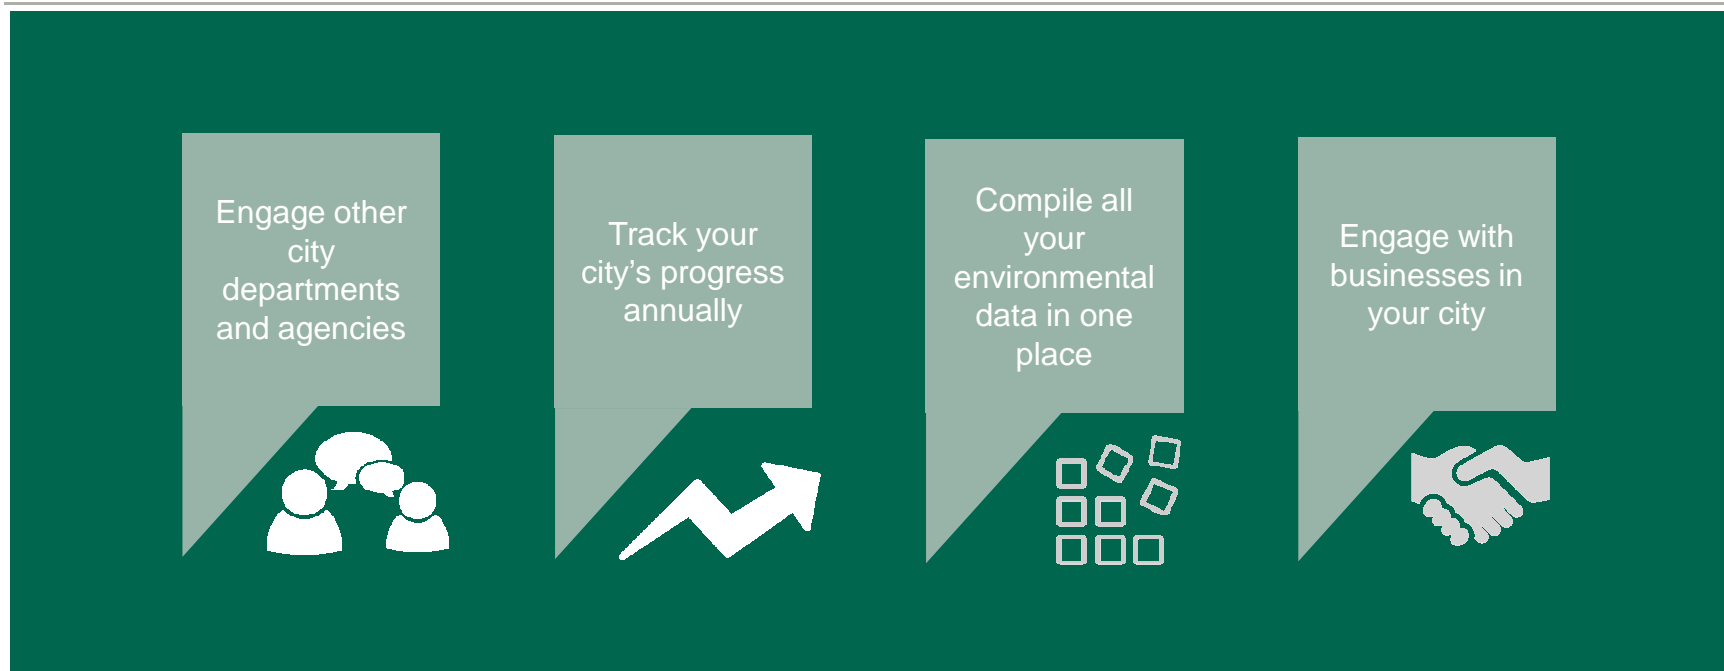 Engage other
city
departments
and agencies
Track your
city’s progress
annually
Compile all
your
environmental
data in one
place
Engage with
businesses in
your city